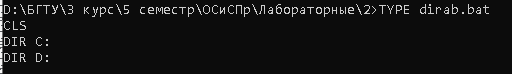 D:\БГТУ\3 курс\5 семестр\ОСиСПр\Лабораторные\2>TYPE dirab.bat
CLS
DIR C:
DIR D: